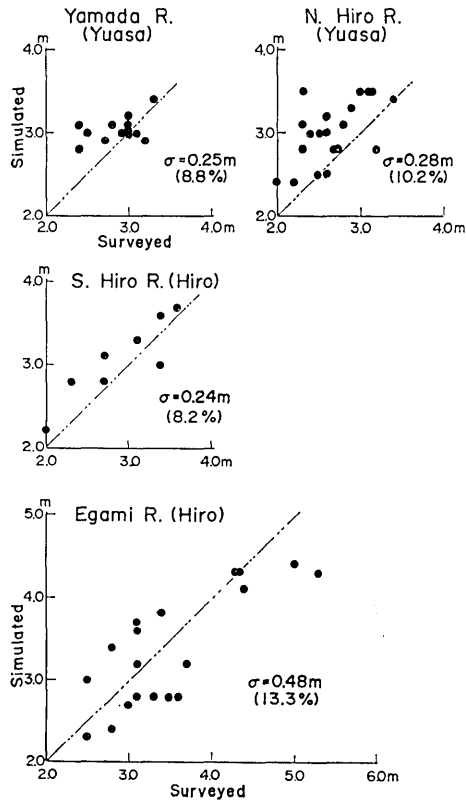 Yamada R.
(Yuasa)
m
4.0
3.0
2.0
Simulated
2.0 3.0 4.0m
Surveyed
σ=0.25m
(8.8%)
N. Hiro R.
(Yuasa)
m
4.0
3.0
2.0
2.0 3.0 4.0m
σ=0.28m
(10.2%)
S. Hiro R. (Hiro)
m
4.0
3.0
2.0
2.0 3.0 4.0m
σ=0.24m
(8.2%)
Egami R. (Hiro)
m
5.0
4.0
3.0
2.0
Simulated
σ=0.48m
(13.3%)
2.0 3.0 4.0 5.0 6.0m
Surveyed